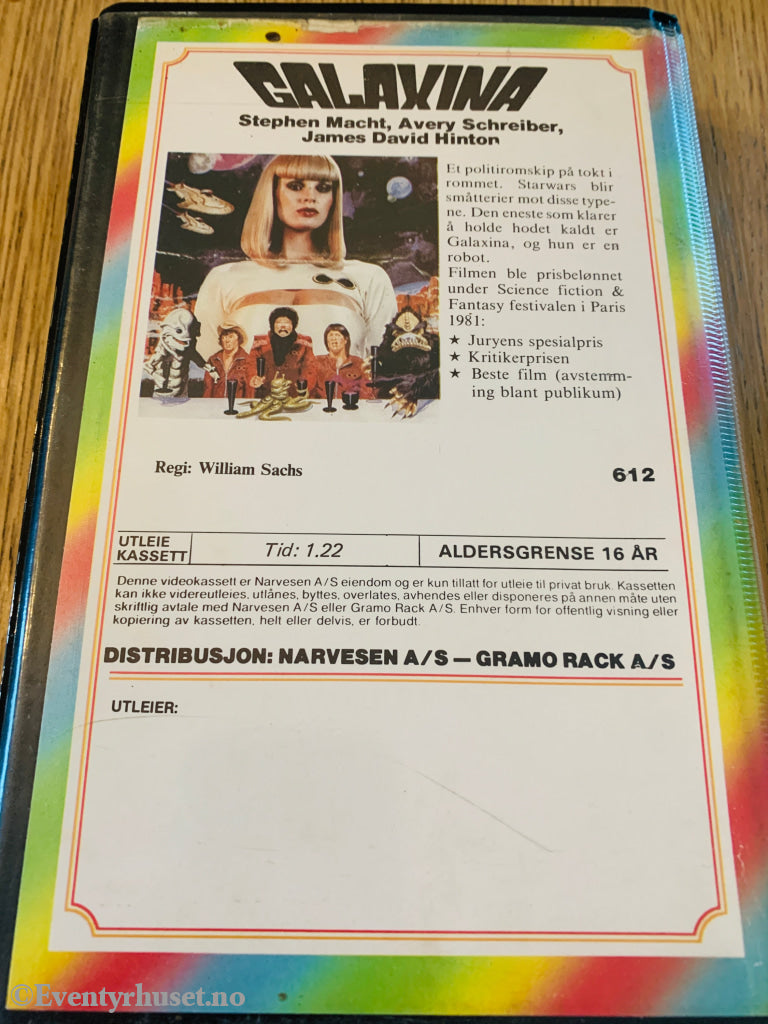 GALAXINA
Stephen Macht, Avery Schreiber,
James David Hinton
Et politiromskip på tokt i
rommet. Starwars blir
småtterier mot disse type-
ne. Den eneste som klarer
å holde hodet kaldt er
Galaxina, og hun er en
robot.
Filmen ble prisbelønnet
under Science fiction &
Fantasy festivalen i Paris
1981:
★ Juryens spesialpris
★ Kritikerprisen
★ Beste film (avstemm-
ing blant publikum)
Regi: William Sachs
612
UTLEIE
KASSETT
Tid: 1.22
ALDERSGRENSE 16 ÅR
Denne videokassett er Narvesen A/S eiendom og er kun tillatt for utleie til privat bruk. Kassetten
kan ikke videreutleies, utlånes, byttes, overlates, avhendes eller disponeres på annen måte uten
skriftlig avtale med Narvesen A/S eller Gramo Rack A/S. Enhver form for offentlig visning eller
kopiering av kassetten, helt eller delvis, er forbudt.
DISTRIBUSJON: NARVESEN A/S — GRAMO RACK A/S
UTLEIER:
©Eventyrhuset.no